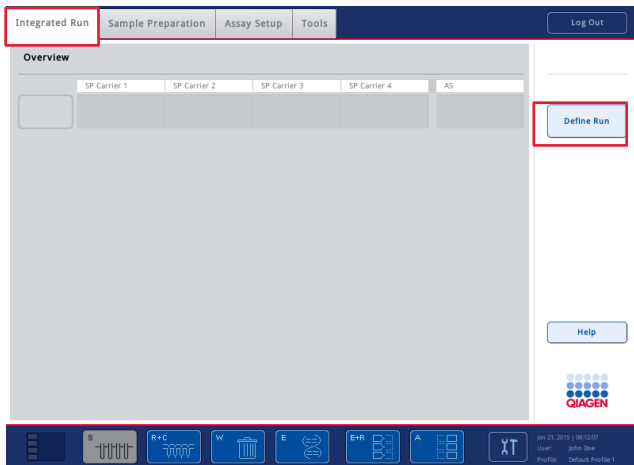 Integrated Run Sample Preparation Assay Setup Tools Log Out
Overview
SP Carrier 1 SP Carrier 2 SP Carrier 3 SP Carrier 4 AS
Define Run
Help
QIAGEN
S R+C W E E+R A
Jan 21, 2015 | 08:12:07
User: John Doe
Profile: Default Profile 1